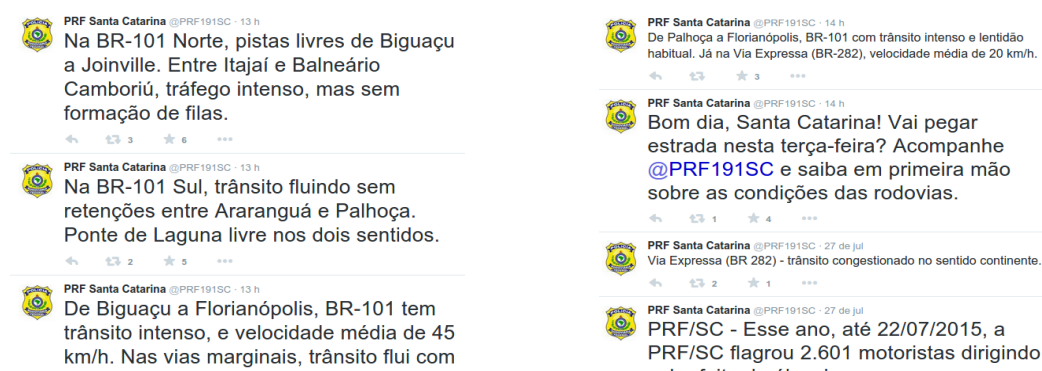 PRF Santa Catarina @PRF191SC · 13 h
Na BR-101 Norte, pistas livres de Biguaçu
a Joinville. Entre Itajaí e Balneário
Camboriú, tráfego intenso, mas sem
formação de filas.
3 6
PRF Santa Catarina @PRF191SC · 13 h
Na BR-101 Sul, trânsito fluindo sem
retenções entre Araranguá e Palhoça.
Ponte de Laguna livre nos dois sentidos.
2 5
PRF Santa Catarina @PRF191SC · 13 h
De Biguaçu a Florianópolis, BR-101 tem
trânsito intenso, e velocidade média de 45
km/h. Nas vias marginais, trânsito flui com
PRF Santa Catarina @PRF191SC · 14 h
De Palhoça a Florianópolis, BR-101 com trânsito intenso e lentidão
habitual. Já na Via Expressa (BR-282), velocidade média de 20 km/h.
3
PRF Santa Catarina @PRF191SC · 14 h
Bom dia, Santa Catarina! Vai pegar
estrada nesta terça-feira? Acompanhe
@PRF191SC e saiba em primeira mão
sobre as condições das rodovias.
1 4
PRF Santa Catarina @PRF191SC · 27 de jul
Via Expressa (BR 282) - trânsito congestionado no sentido continente.
2 1
PRF Santa Catarina @PRF191SC · 27 de jul
PRF/SC - Esse ano, até 22/07/2015, a
PRF/SC flagrou 2.601 motoristas dirigindo